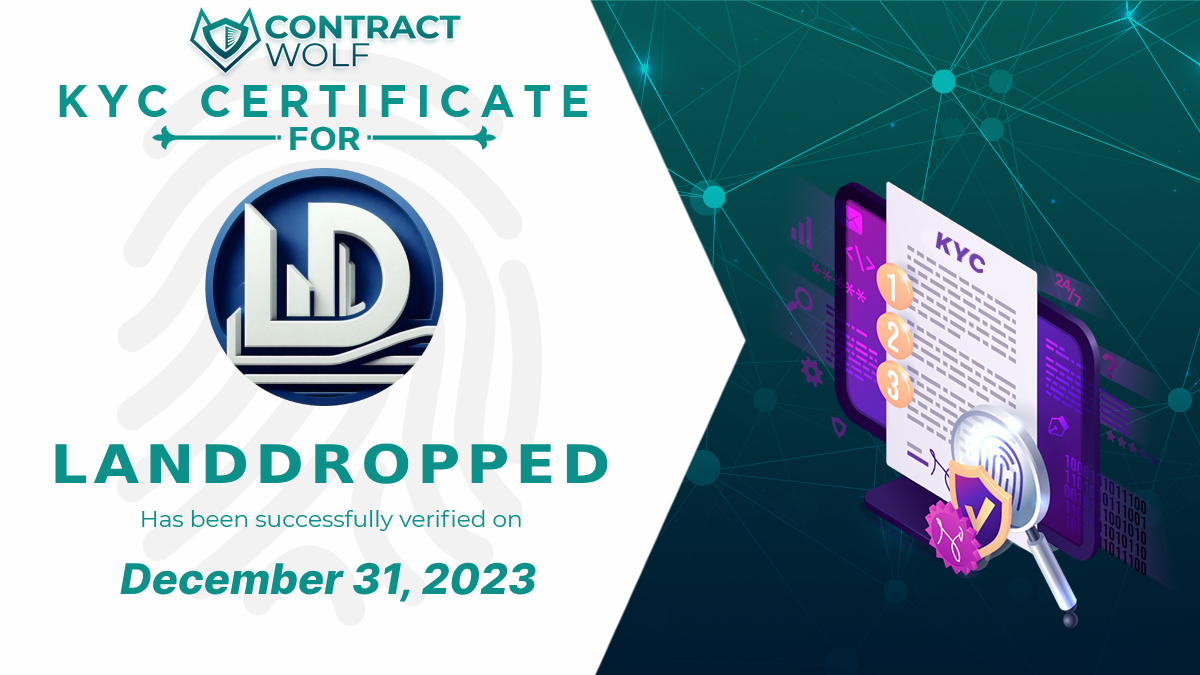 CONTRACT
WOLF
KYC CERTIFICATE
FOR
LD
LANDDROPPED
Has been successfully verified on
December 31, 2023
KYC
1
2
3
24/7